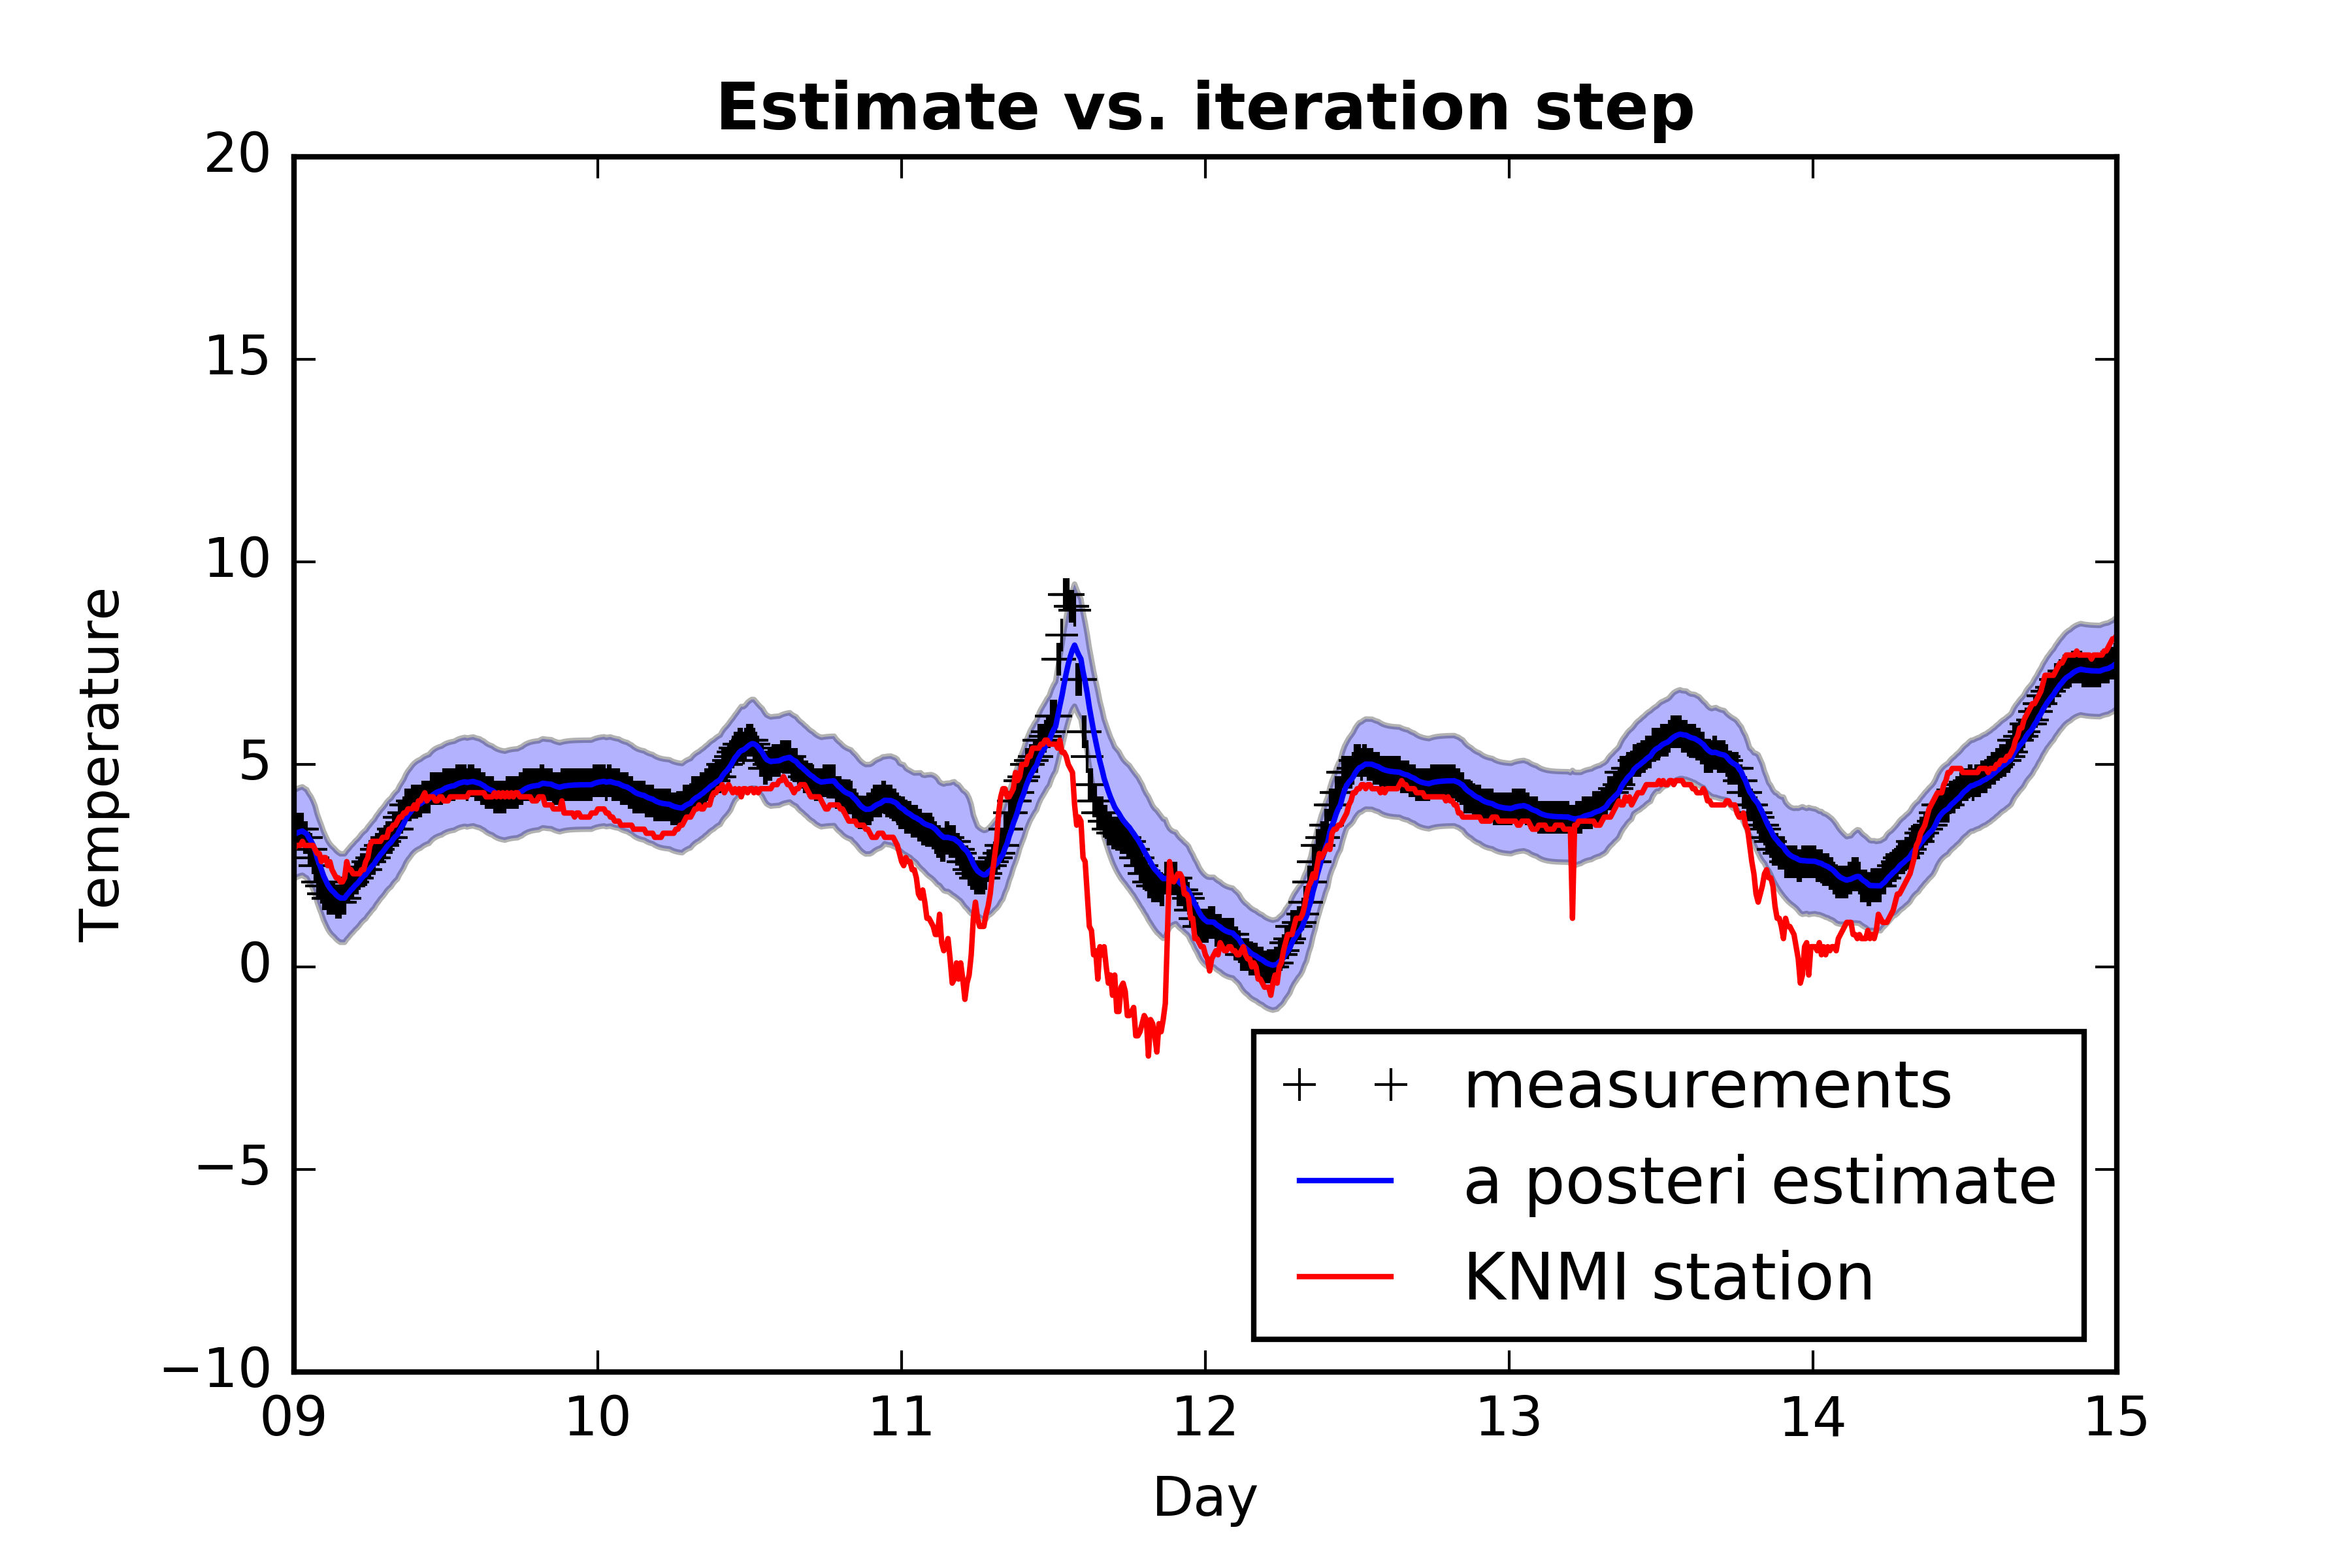 Estimate vs. iteration step
20
15
10
5
0
−5
−10
Temperature
measurements
a posteri estimate
KNMI station
09 10 11 12 13 14 15
Day